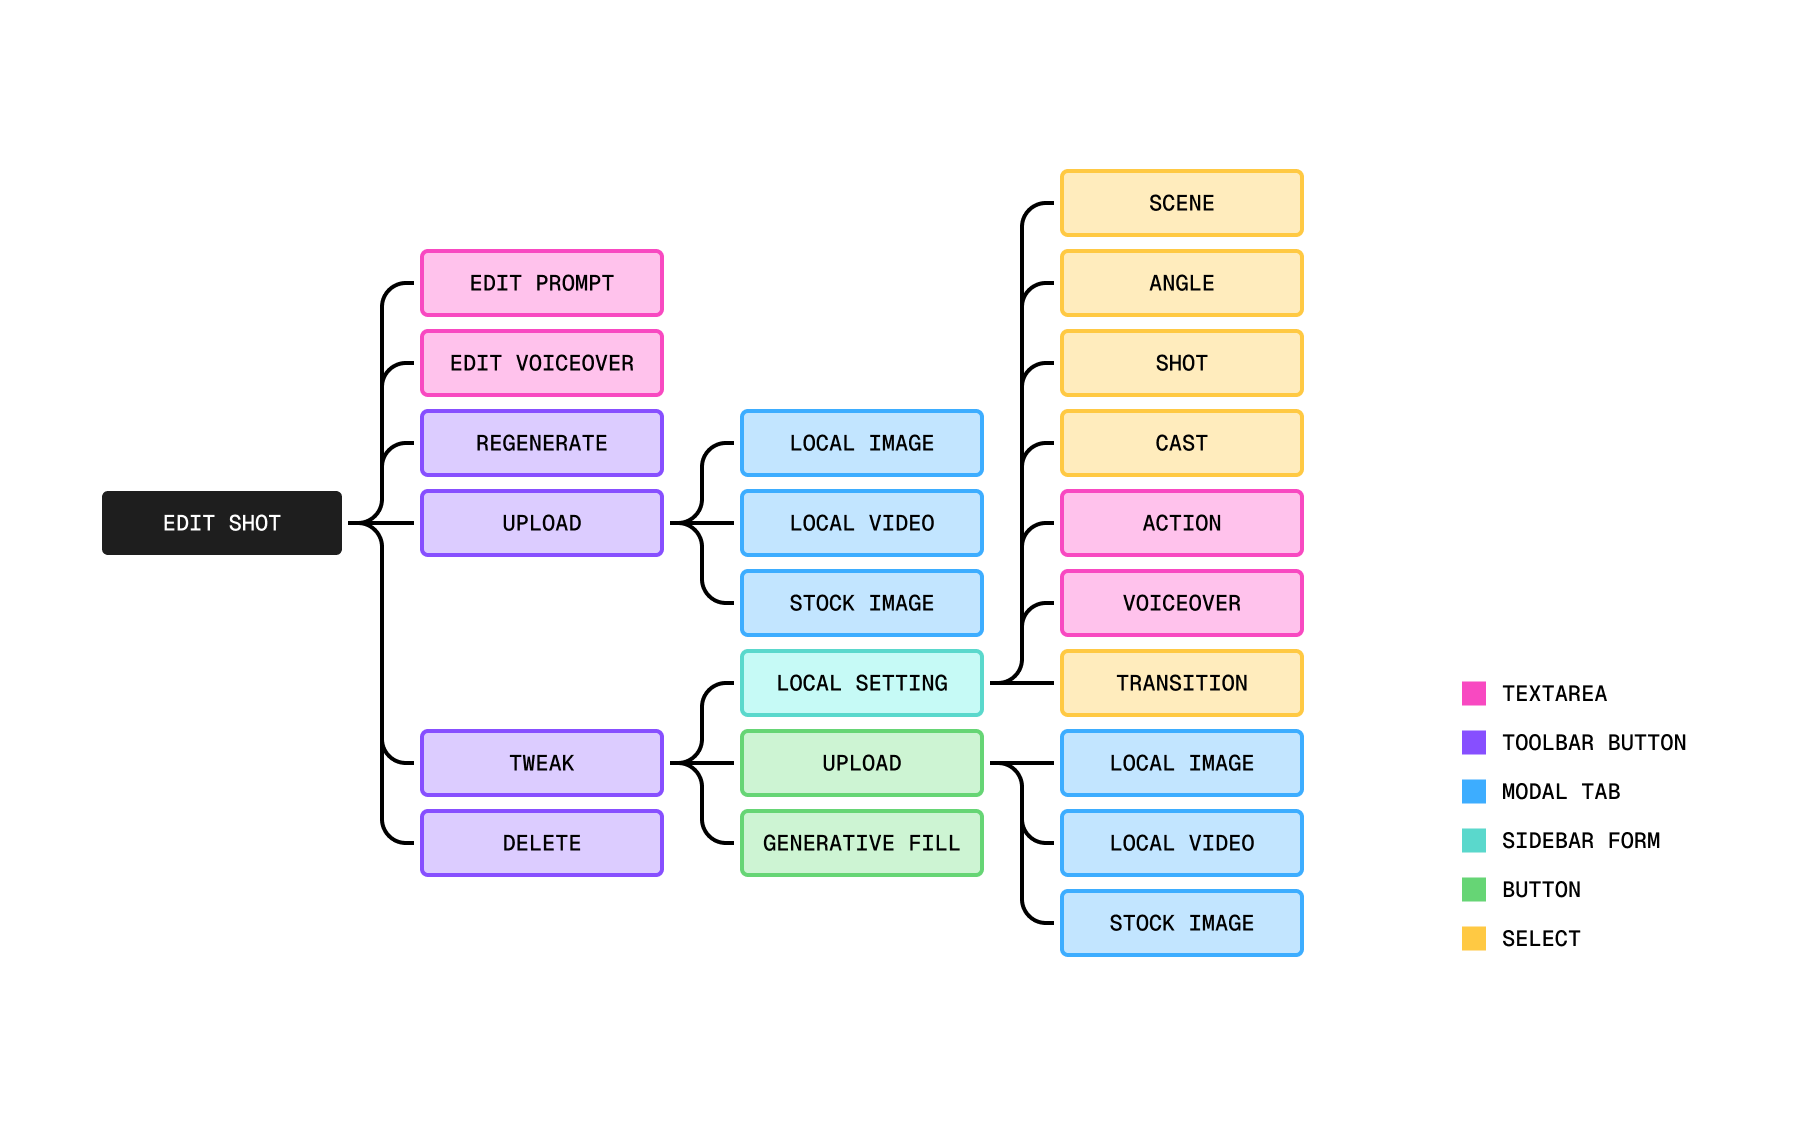 EDIT SHOT
EDIT PROMPT
EDIT VOICEOVER
REGENERATE
UPLOAD
TWEAK
DELETE
LOCAL IMAGE
LOCAL VIDEO
STOCK IMAGE
LOCAL SETTING
UPLOAD
GENERATIVE FILL
SCENE
ANGLE
SHOT
CAST
ACTION
VOICEOVER
TRANSITION
LOCAL IMAGE
LOCAL VIDEO
STOCK IMAGE
TEXTAREA
TOOLBAR BUTTON
MODAL TAB
SIDEBAR FORM
BUTTON
SELECT